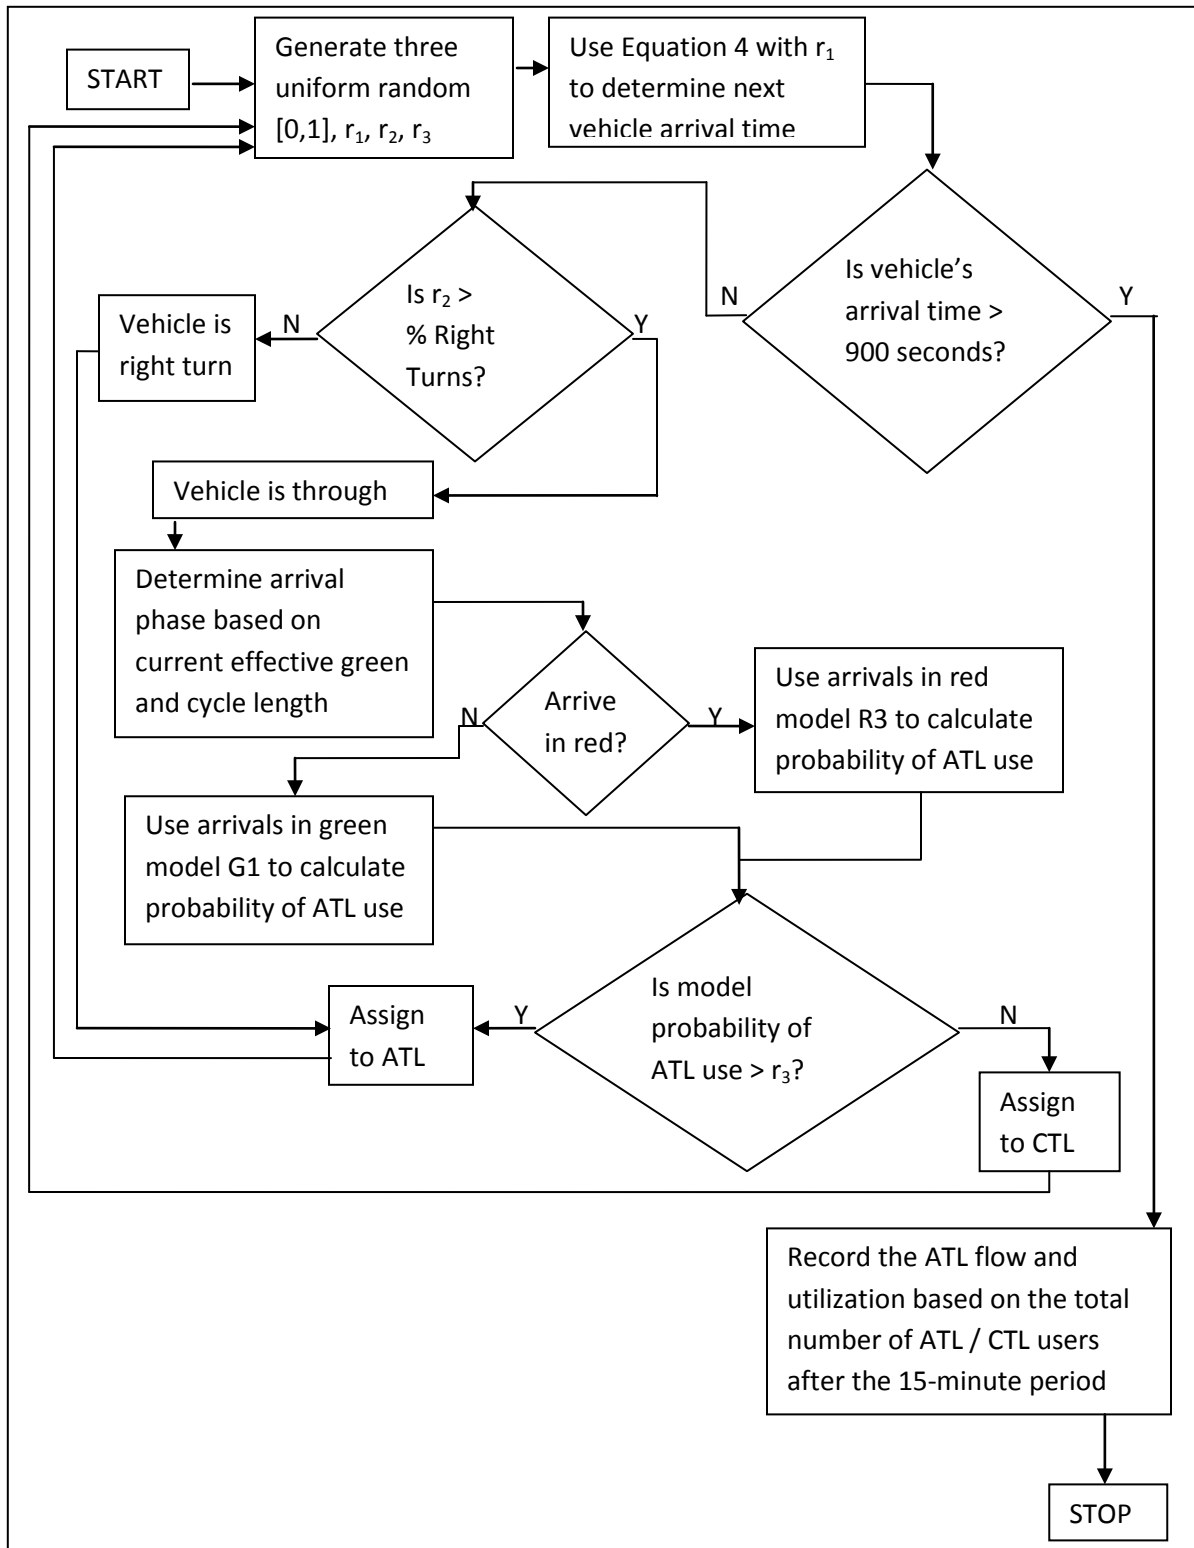 START
Generate three
uniform random
[0,1], r₁, r₂, r₃
Use Equation 4 with r₁
to determine next
vehicle arrival time
Is vehicle’s
arrival time >
900 seconds?
N
Y
Is r₂ >
% Right
Turns?
N
Y
Vehicle is
right turn
Vehicle is through
Determine arrival
phase based on
current effective green
and cycle length
Arrive
in red?
N
Y
Use arrivals in red
model R3 to calculate
probability of ATL use
Use arrivals in green
model G1 to calculate
probability of ATL use
Is model
probability of
ATL use > r₃?
Y
N
Assign
to ATL
Assign
to CTL
Record the ATL flow and
utilization based on the total
number of ATL / CTL users
after the 15-minute period
STOP